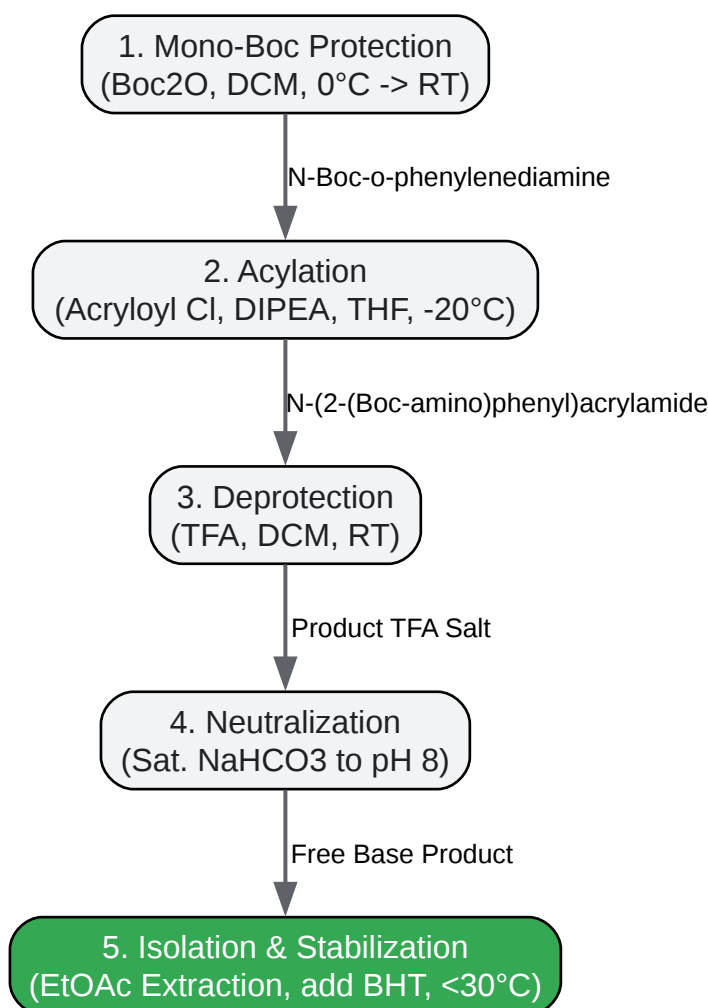 1. Mono-Boc Protection
(Boc2O, DCM, 0°C -> RT)
N-Boc-o-phenylenediamine
2. Acylation
(Acryloyl Cl, DIPEA, THF, -20°C)
N-(2-(Boc-amino)phenyl)acrylamide
3. Deprotection
(TFA, DCM, RT)
Product TFA Salt
4. Neutralization
(Sat. NaHCO3 to pH 8)
Free Base Product
5. Isolation & Stabilization
(EtOAc Extraction, add BHT, <30°C)